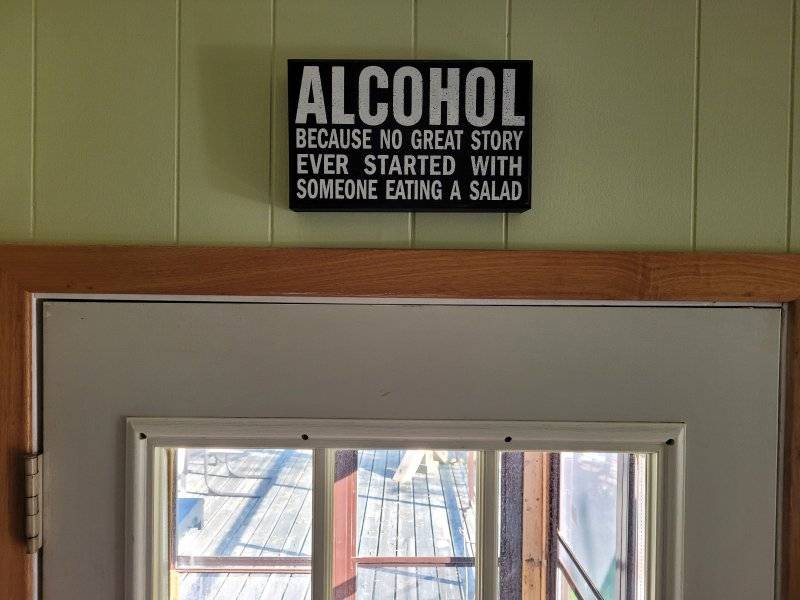 ALCOHOL
BECAUSE NO GREAT STORY
EVER STARTED WITH
SOMEONE EATING A SALAD